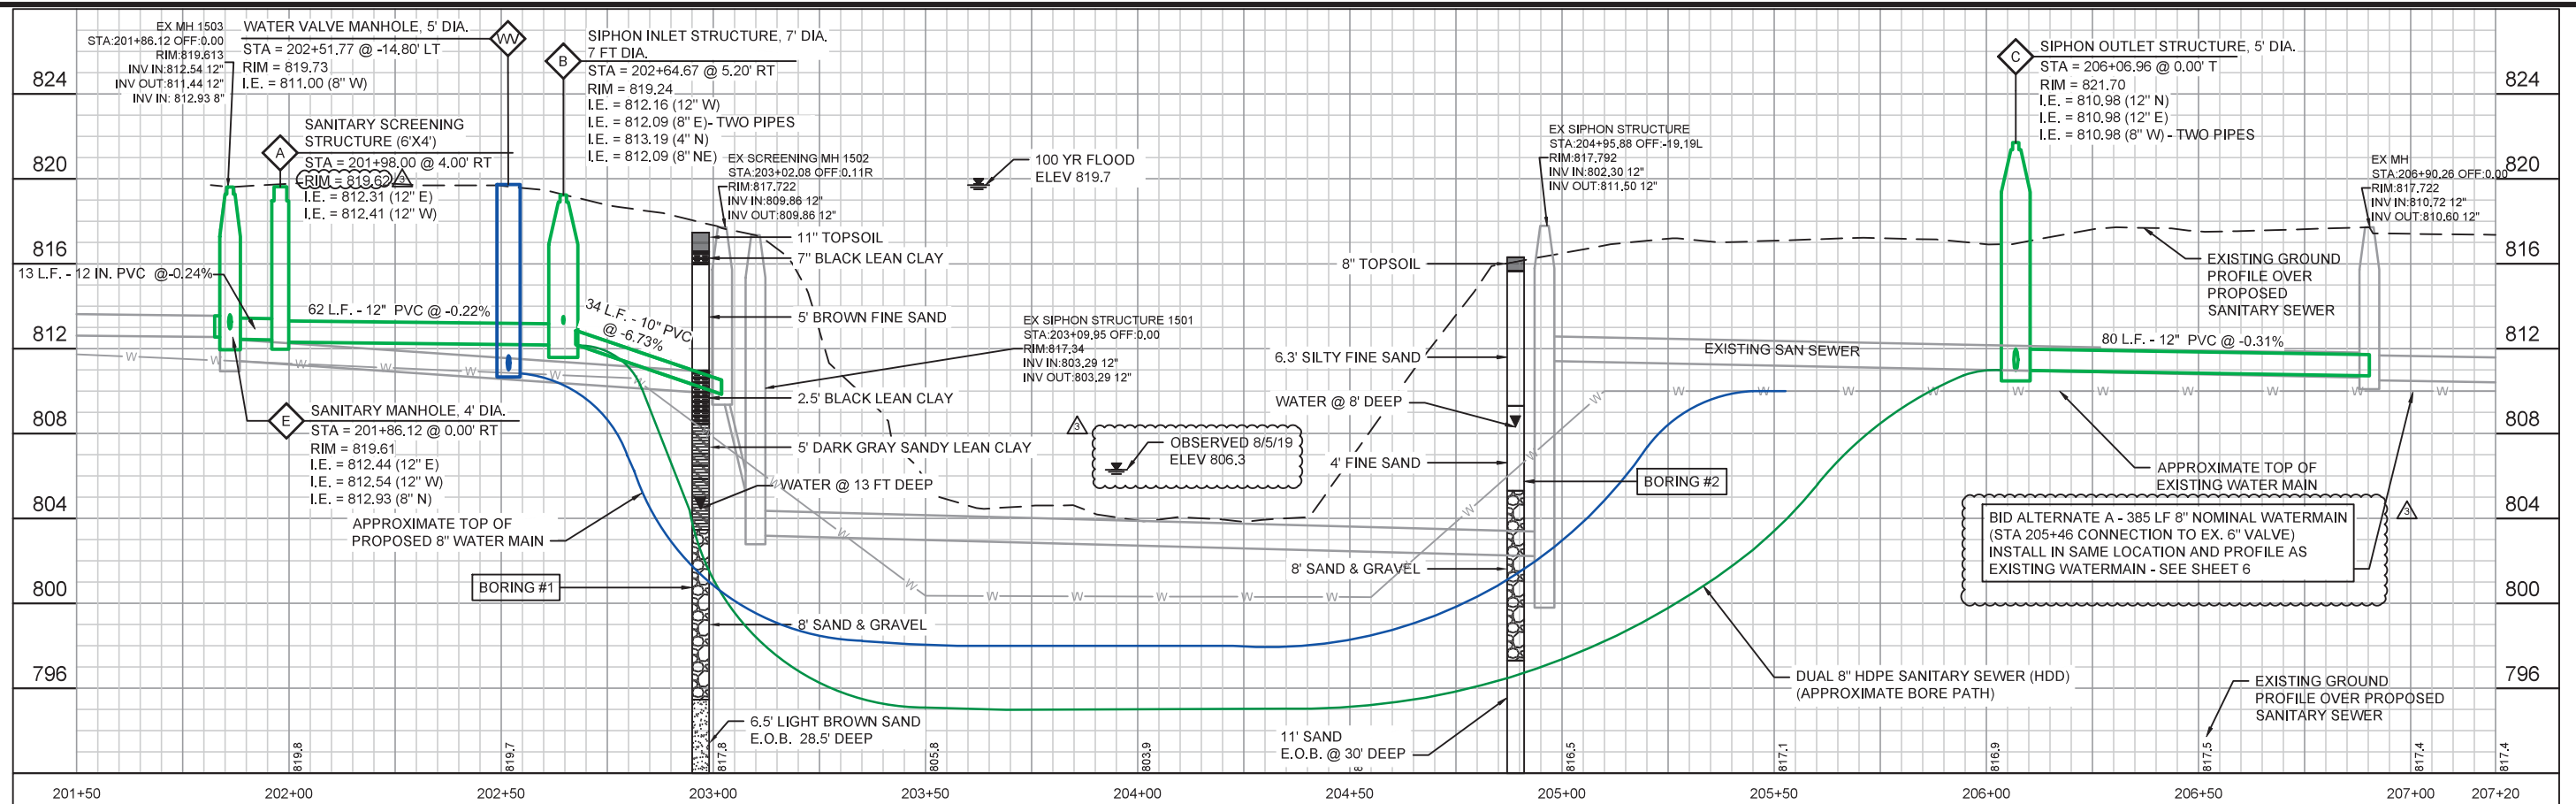 EX MH 1503
STA:201+86.12 OFF:0.00
RIM:819.613
INV IN:812.54 12"
INV OUT:811.44 12"
INV IN: 812.93 8"
WATER VALVE MANHOLE, 5' DIA.
STA = 202+51.77 @ -14.80' LT
RIM = 819.73
I.E. = 811.00 (8" W)
WV
B
SIPHON INLET STRUCTURE, 7' DIA.
7 FT DIA.
STA = 202+64.67 @ 5.20' RT
RIM = 819.24
I.E. = 812.16 (12" W)
I.E. = 812.09 (8" E)- TWO PIPES
I.E. = 813.19 (4" N)
I.E. = 812.09 (8" NE)
C
SIPHON OUTLET STRUCTURE, 5' DIA.
STA = 206+06.96 @ 0.00' T
RIM = 821.70
I.E. = 810.98 (12" N)
I.E. = 810.98 (12" E)
I.E. = 810.98 (8" W) - TWO PIPES
A
SANITARY SCREENING
STRUCTURE (6'X4')
STA = 201+98.00 @ 4.00' RT
RIM = 819.62
3
I.E. = 812.31 (12" E)
I.E. = 812.41 (12" W)
EX SCREENING MH 1502
STA:203+02.08 OFF:0.11R
RIM:817.722
INV IN:809.86 12"
INV OUT:809.86 12"
100 YR FLOOD
ELEV 819.7
EX SIPHON STRUCTURE
STA:204+95.88 OFF:-19.19L
RIM:817.792
INV IN:802.30 12"
INV OUT:811.50 12"
EX MH
STA:206+90.26 OFF:0.00
RIM:817.722
INV IN:810.72 12"
INV OUT:810.60 12"
824
820
816
812
808
804
800
796
824
820
816
812
808
804
800
796
11" TOPSOIL
7" BLACK LEAN CLAY
5' BROWN FINE SAND
2.5' BLACK LEAN CLAY
5' DARK GRAY SANDY LEAN CLAY
WATER @ 13 FT DEEP
8' SAND & GRAVEL
6.5' LIGHT BROWN SAND
E.O.B. 28.5' DEEP
BORING #1
13 L.F. - 12 IN. PVC @-0.24%
62 L.F. - 12" PVC @ -0.22%
34 L.F. - 10" PVC
@ -6.73%
EX SIPHON STRUCTURE 1501
STA:203+09.95 OFF:0.00
RIM:817.34
INV IN:803.29 12"
INV OUT:803.29 12"
E
SANITARY MANHOLE, 4' DIA.
STA = 201+86.12 @ 0.00' RT
RIM = 819.61
I.E. = 812.44 (12" E)
I.E. = 812.54 (12" W)
I.E. = 812.93 (8" N)
APPROXIMATE TOP OF
PROPOSED 8" WATER MAIN
3
OBSERVED 8/5/19
ELEV 806.3
8" TOPSOIL
6.3' SILTY FINE SAND
WATER @ 8' DEEP
4' FINE SAND
BORING #2
8' SAND & GRAVEL
11' SAND
E.O.B. @ 30' DEEP
EXISTING SAN SEWER
80 L.F. - 12" PVC @ -0.31%
EXISTING GROUND
PROFILE OVER
PROPOSED
SANITARY SEWER
APPROXIMATE TOP OF
EXISTING WATER MAIN
BID ALTERNATE A - 385 LF 8" NOMINAL WATERMAIN
(STA 205+46 CONNECTION TO EX. 6" VALVE)
INSTALL IN SAME LOCATION AND PROFILE AS
EXISTING WATERMAIN - SEE SHEET 6
3
DUAL 8" HDPE SANITARY SEWER (HDD)
(APPROXIMATE BORE PATH)
EXISTING GROUND
PROFILE OVER PROPOSED
SANITARY SEWER
W W W W W W W W W W W W W W W W W W W W W W W W W W W
819.8
819.7
817.8
805.8
803.9
816.5
817.1
816.9
817.5
817.4
817.4
201+50
202+00
202+50
203+00
203+50
204+00
204+50
205+00
205+50
206+00
206+50
207+00
207+20